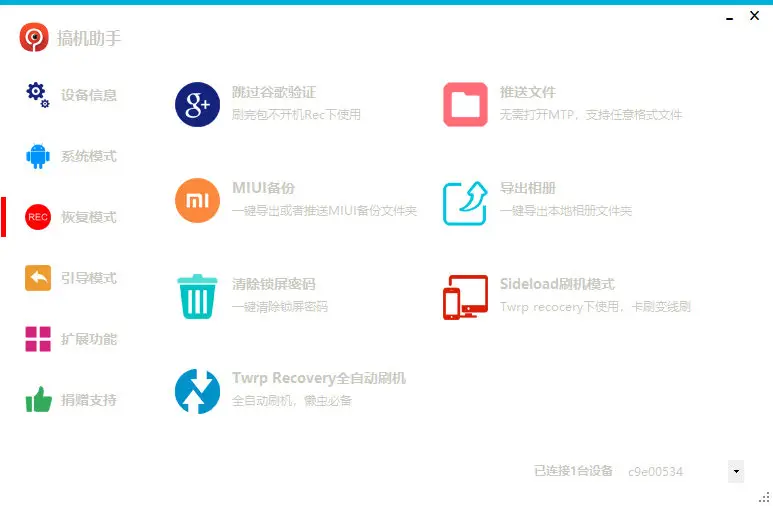 搞机助手
设备信息
系统模式
REC
恢复模式
引导模式
扩展功能
捐赠支持
g+
跳过谷歌验证
刷完包不开机Rec下使用
推送文件
无需打开MTP，支持任意格式文件
mi
MIUI备份
一键导出或者推送MIUI备份文件夹
导出相册
一键导出本地相册文件夹
清除锁屏密码
一键清除锁屏密码
Sideload刷机模式
Twrp recocery下使用，卡刷变线刷
Twrp Recovery全自动刷机
全自动刷机，懒虫必备
已连接1台设备 c9e00534